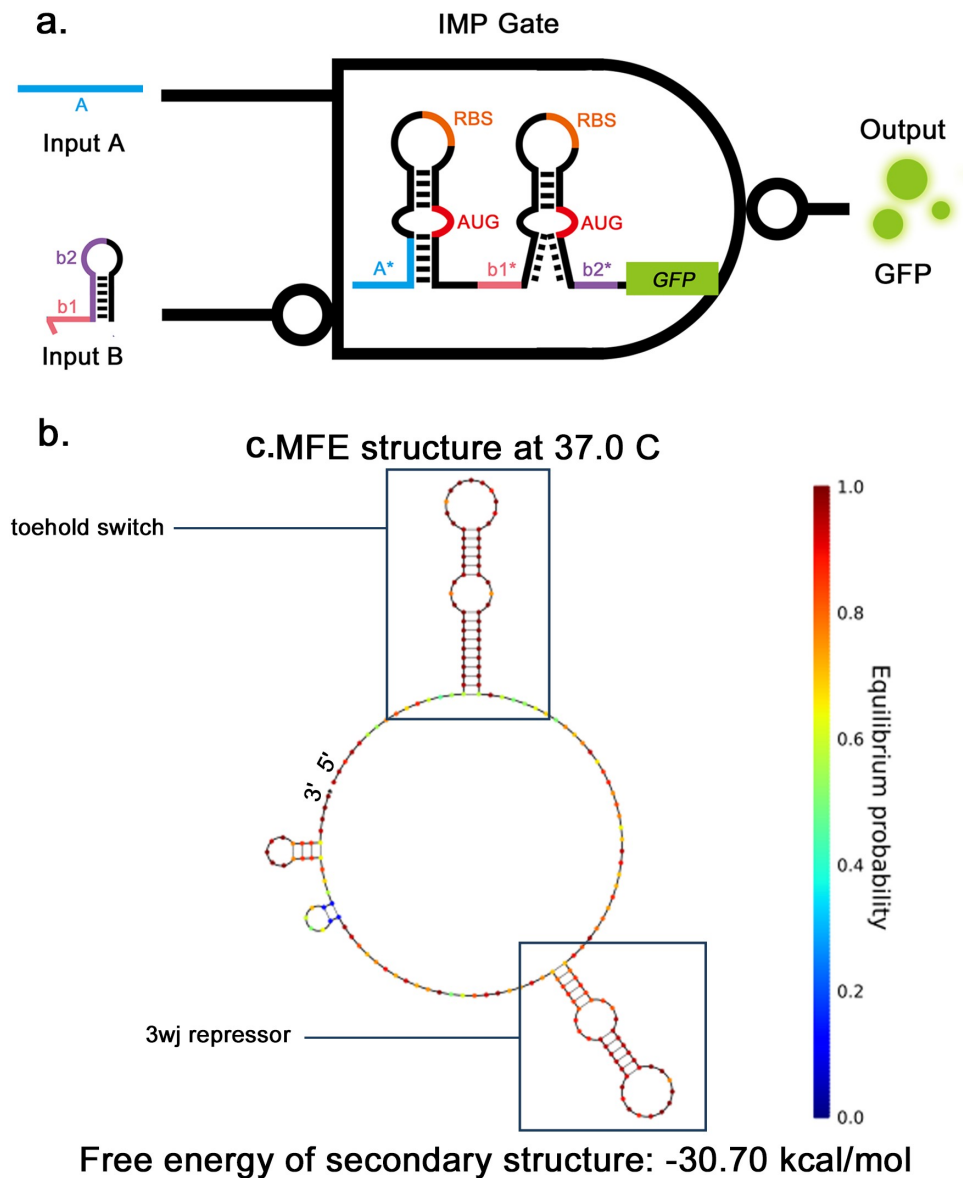 a.
IMP Gate
A
Input A
b2
b1
Input B
RBS
RBS
AUG
AUG
A*
b1*
b2*
GFP
Output
GFP
b.
c.MFE structure at 37.0 C
toehold switch
5'
3'
3wj repressor
1.0
0.8
0.6
0.4
0.2
0.0
Equilibrium probability
Free energy of secondary structure: -30.70 kcal/mol